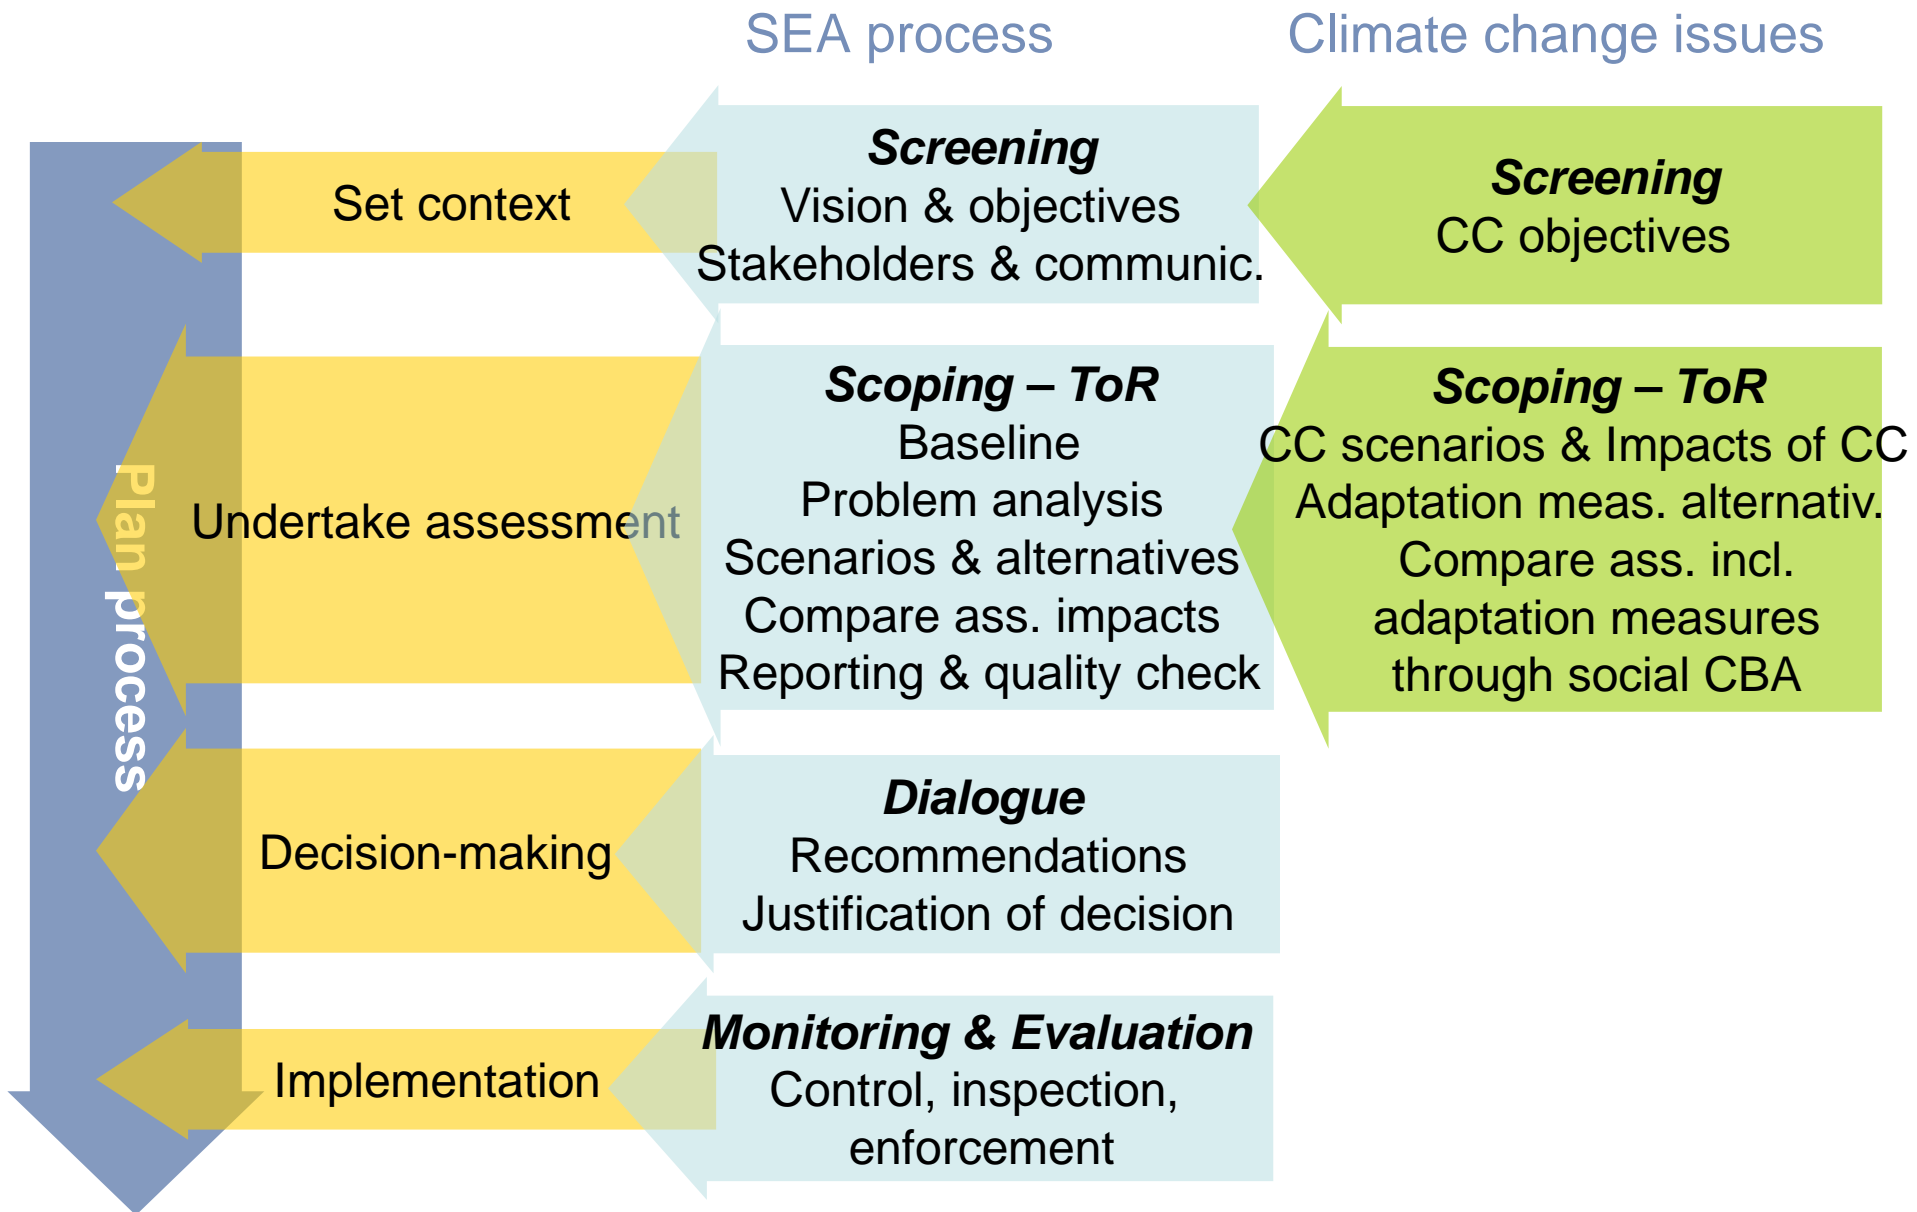 SEA process
Climate change issues
Plan process
Set context
Screening
Vision & objectives
Stakeholders & communic.
Screening
CC objectives
Undertake assessment
Scoping – ToR
Baseline
Problem analysis
Scenarios & alternatives
Compare ass. impacts
Reporting & quality check
Scoping – ToR
CC scenarios & Impacts of CC
Adaptation meas. alternativ.
Compare ass. incl.
adaptation measures
through social CBA
Decision-making
Dialogue
Recommendations
Justification of decision
Implementation
Monitoring & Evaluation
Control, inspection,
enforcement